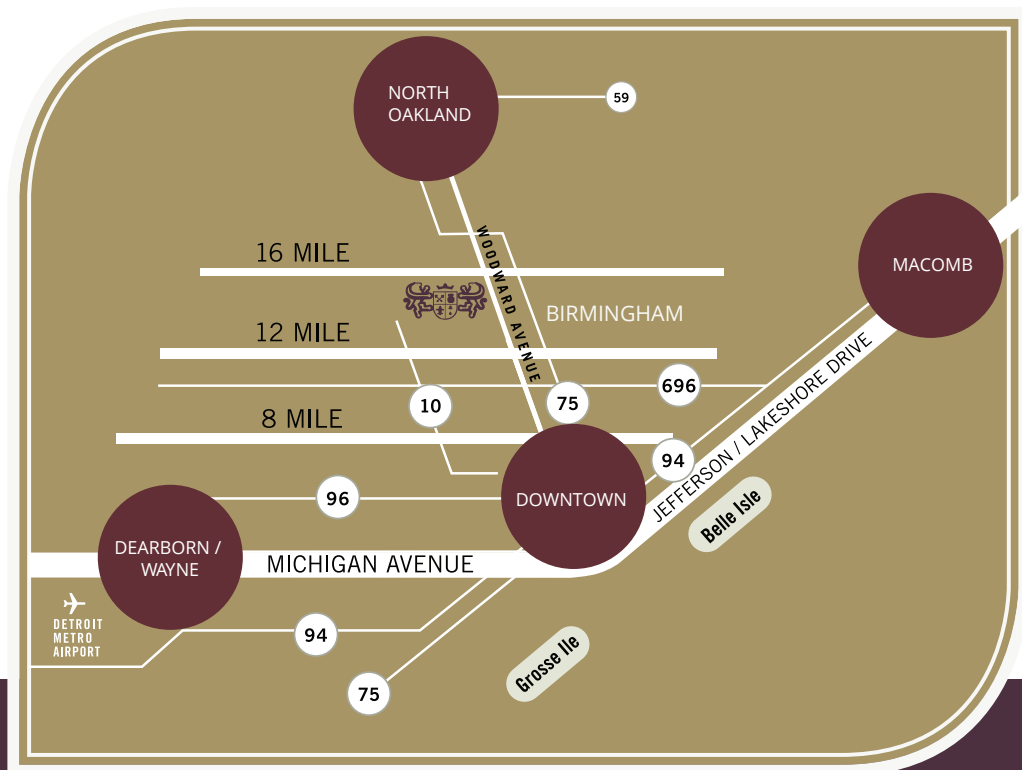 NORTH
OAKLAND
59
WOODWARD AVENUE
16 MILE
MACOMB
BIRMINGHAM
12 MILE
696
10
75
8 MILE
JEFFERSON / LAKESHORE DRIVE
94
96
DOWNTOWN
Belle Isle
DEARBORN /
WAYNE
MICHIGAN AVENUE
DETROIT
METRO
AIRPORT
94
Grosse Ile
75